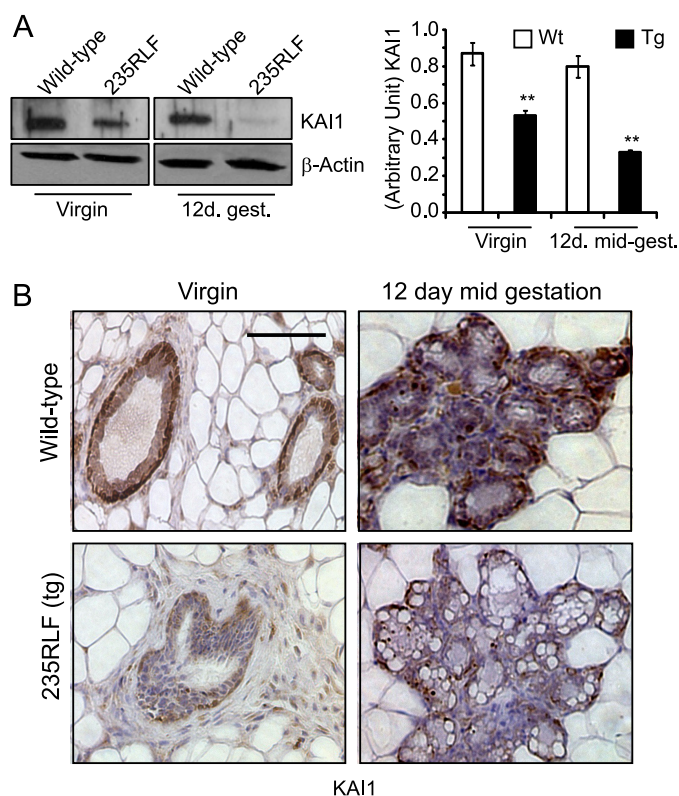 A
Wild-type
235RLF
Wild-type
235RLF
KAI1
β-Actin
Virgin
12d. gest.
(Arbitrary Unit) KAI1
1.0
0.8
0.6
0.4
0.2
0.0
Wt
Tg
**
**
Virgin
12d. mid-gest.
B
Virgin
12 day mid gestation
Wild-type
235RLF (tg)
KAI1